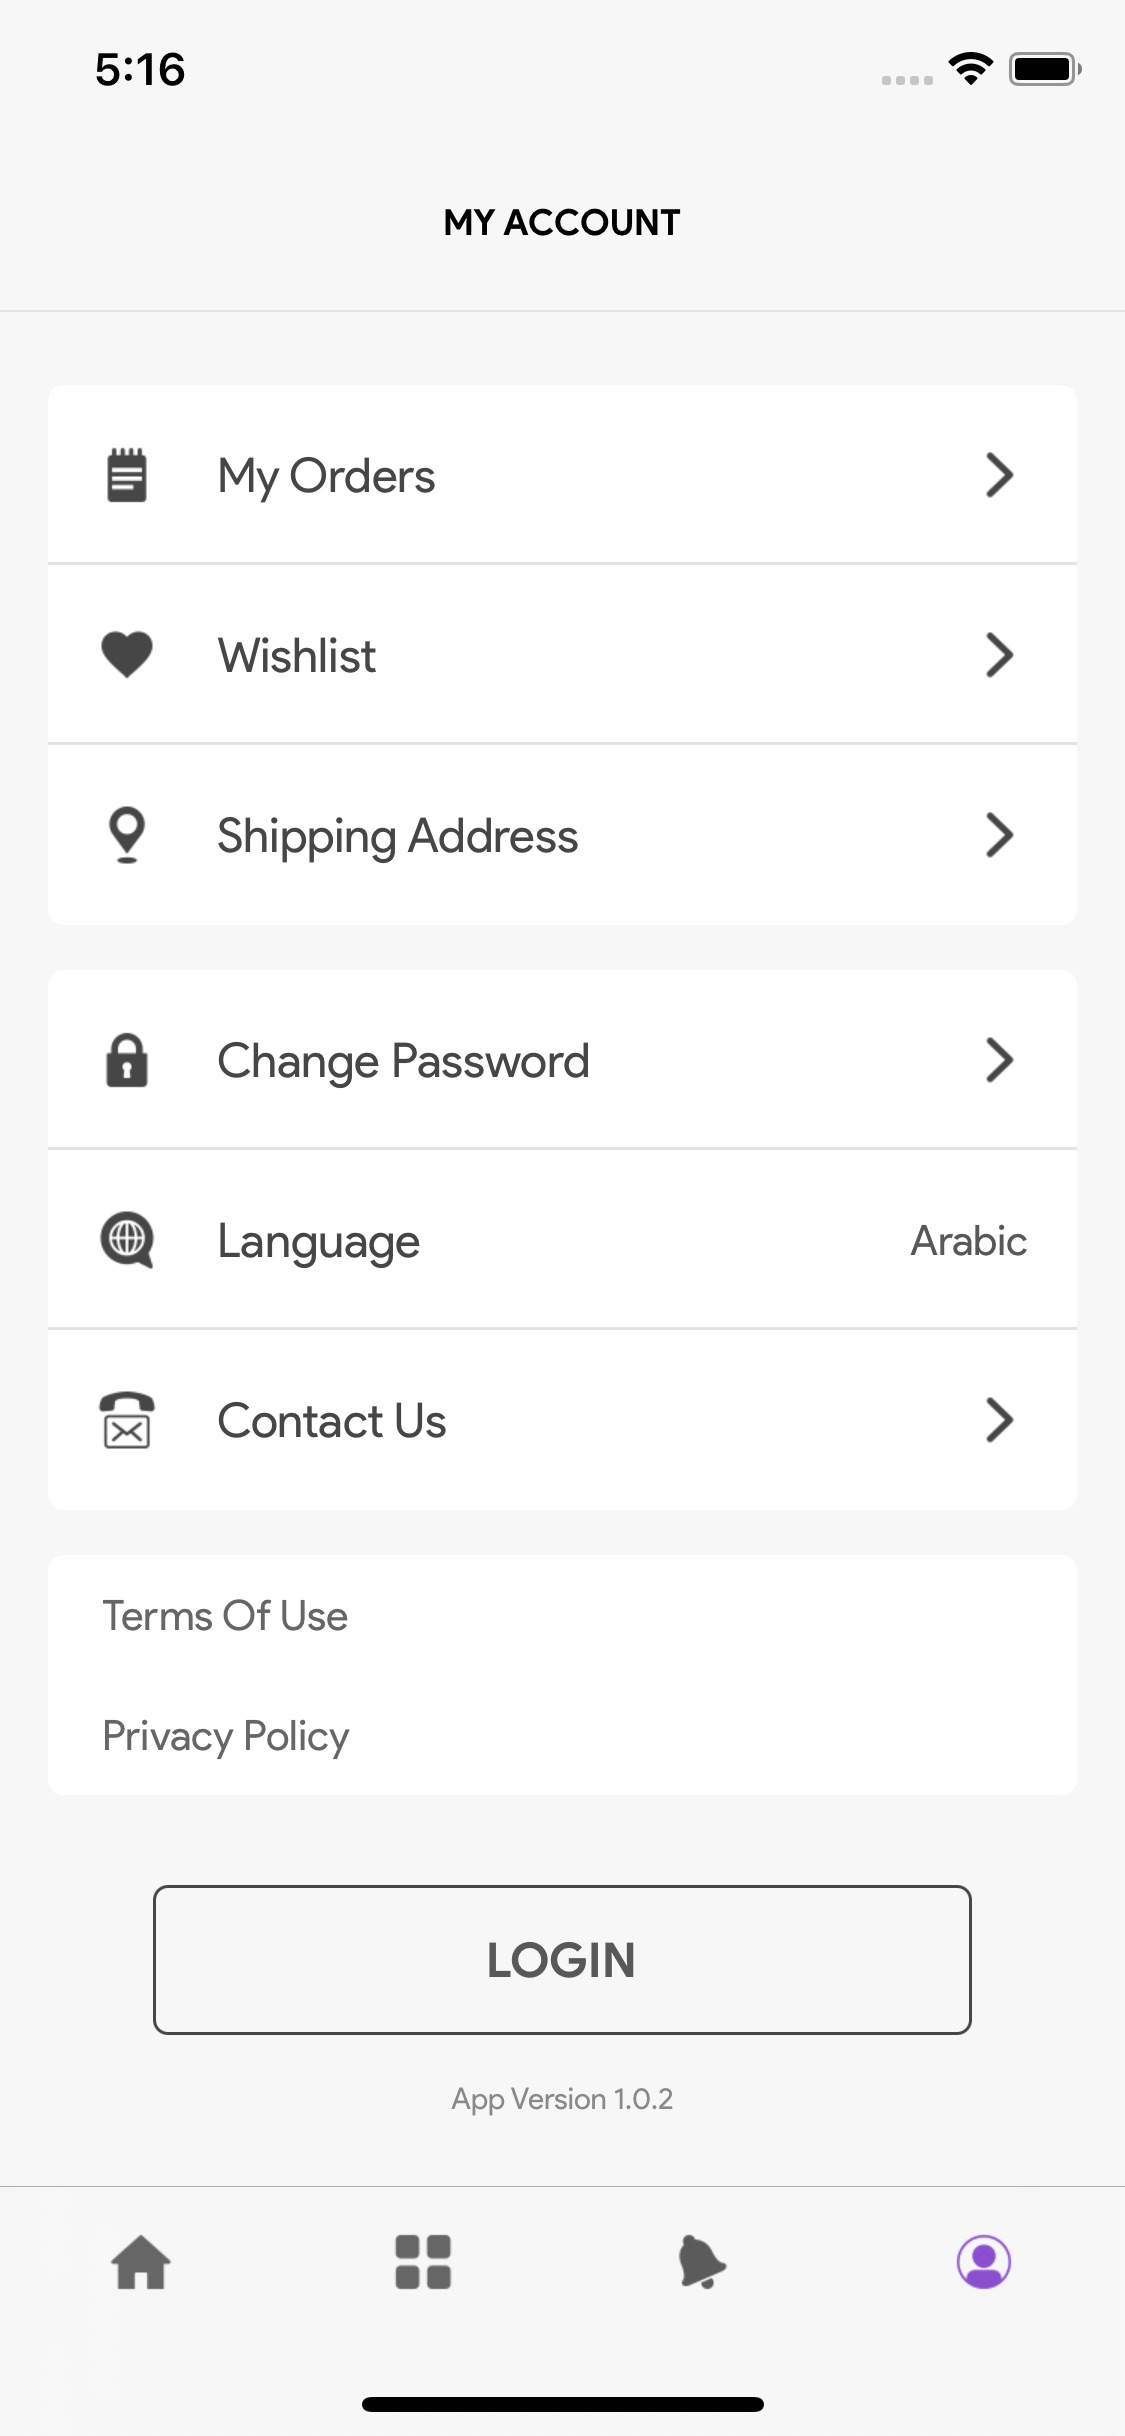 5:16
MY ACCOUNT
My Orders
Wishlist
Shipping Address
Change Password
Language
Arabic
Contact Us
Terms Of Use
Privacy Policy
LOGIN
App Version 1.0.2